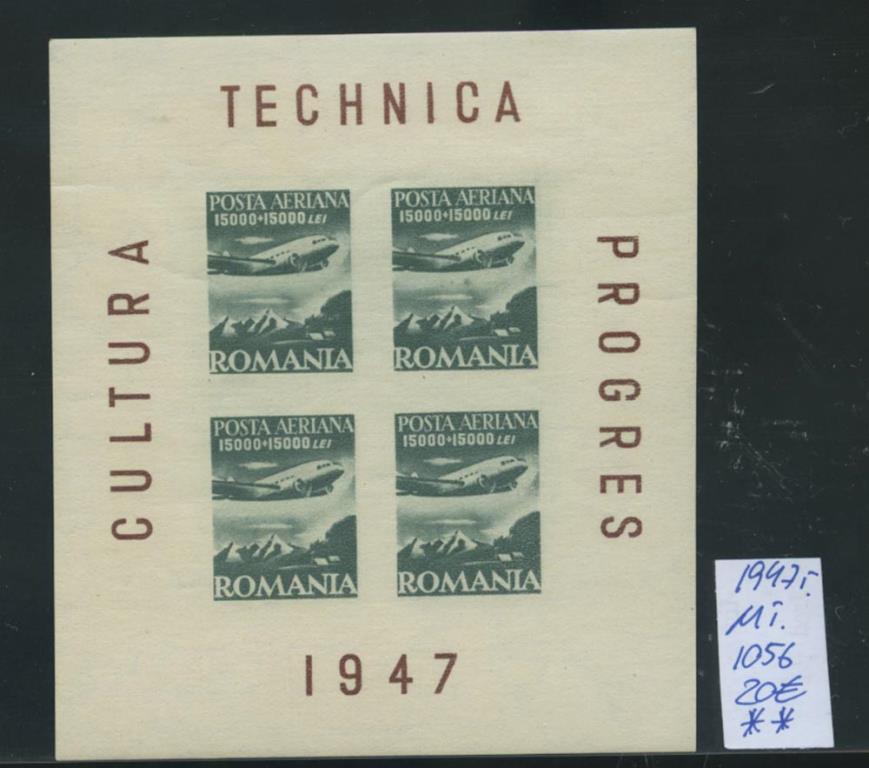 TECHNICA
CULTURA
PROGRES
POSTA AERIANA
15000+15000 LEI
ROMANIA
POSTA AERIANA
15000+15000 LEI
ROMANIA
POSTA AERIANA
15000+15000 LEI
ROMANIA
POSTA AERIANA
15000+15000 LEI
ROMANIA
1947
1947 г.
Mi.
1056
20€
**